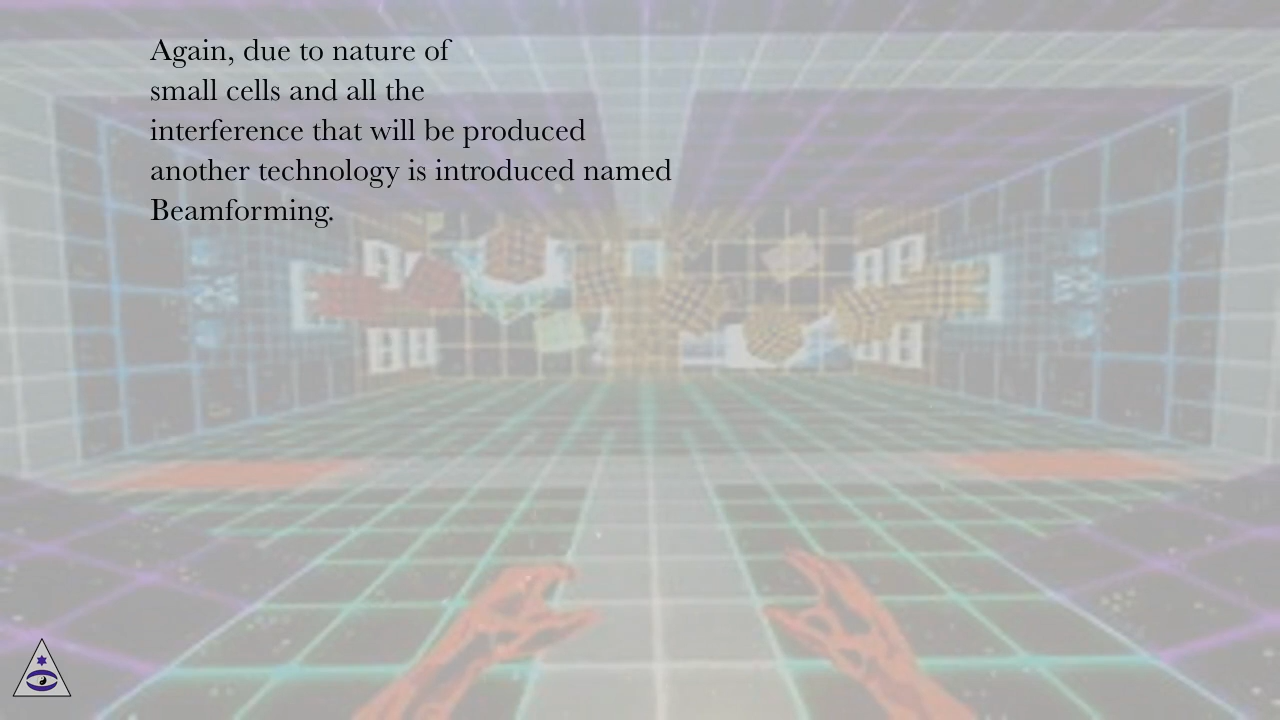 Again, due to nature of
small cells and all the
interference that will be produced
another technology is introduced named
Beamforming.